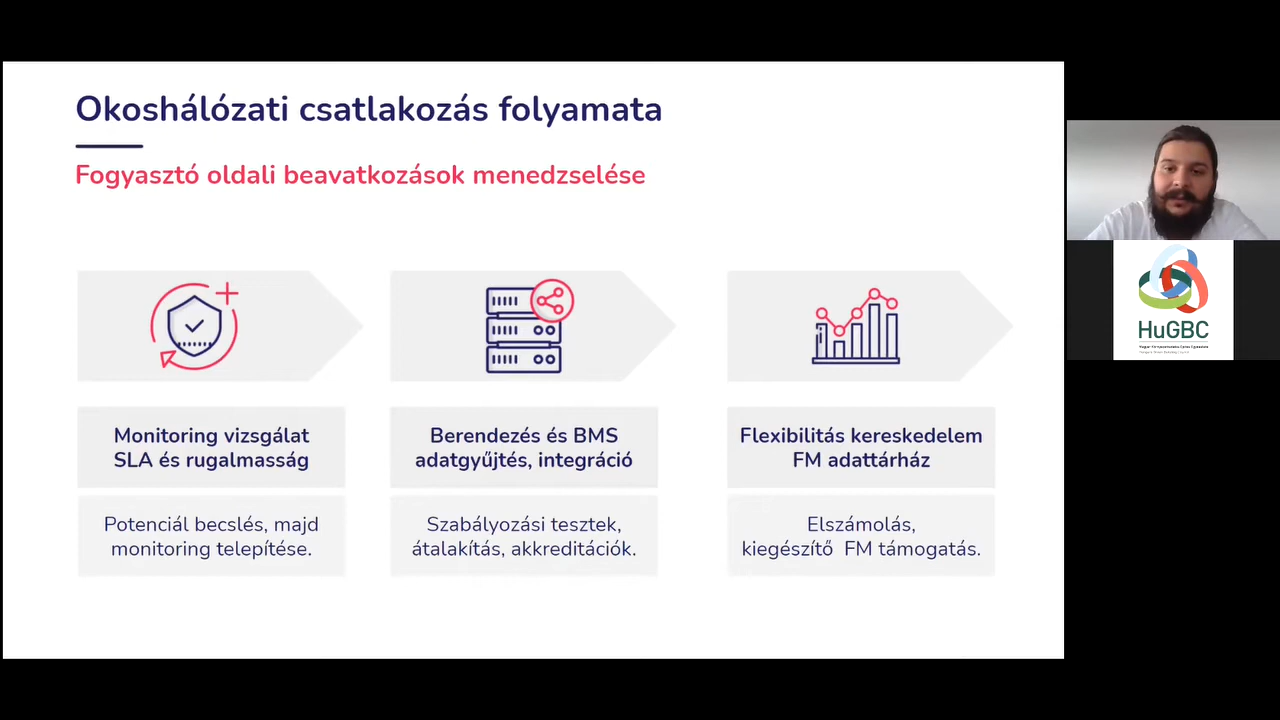 Okoshálózati csatlakozás folyamata
Fogyasztó oldali beavatkozások menedzselése
Monitoring vizsgálat
SLA és rugalmasság
Potenciál becslés, majd
monitoring telepítése.
Berendezés és BMS
adatgyűjtés, integráció
Szabályozási tesztek,
átalakítás, akkreditációk.
Flexibilitás kereskedelem
FM adattárház
Elszámolás,
kiegészítő FM támogatás.
HuGBC